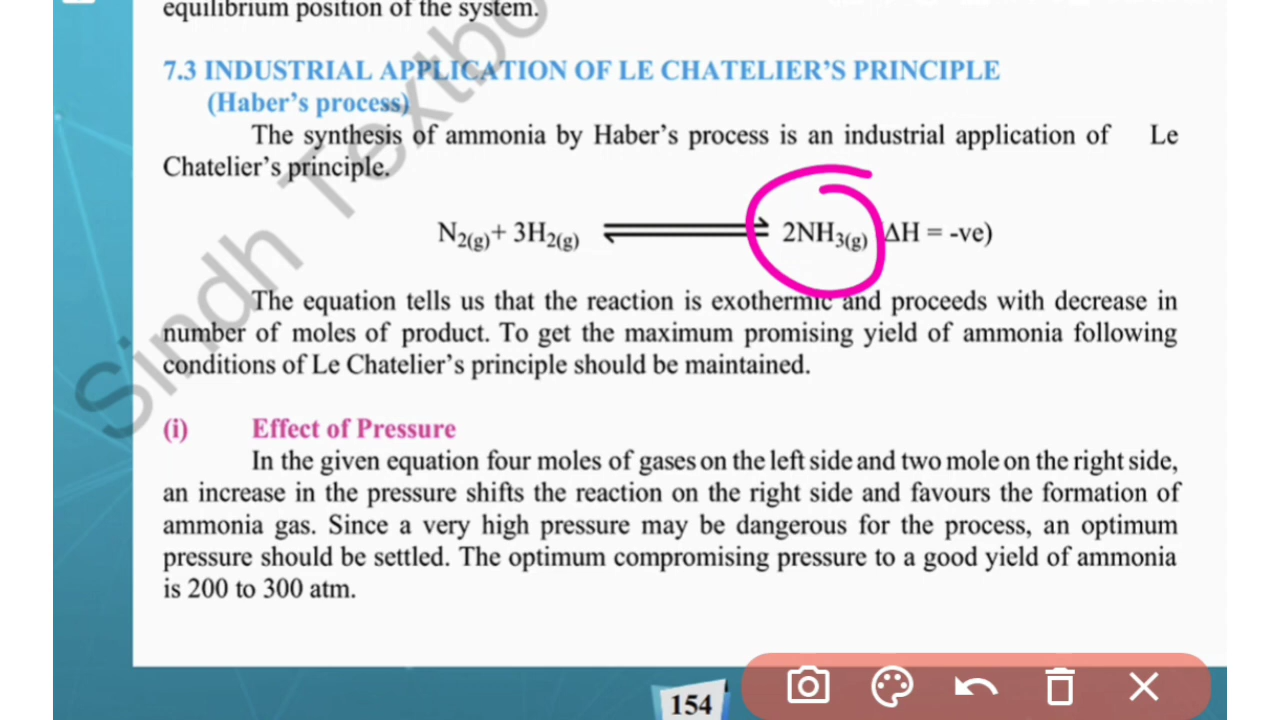 equilibrium position of the system.
7.3 INDUSTRIAL APPLICATION OF LE CHATELIER'S PRINCIPLE
(Haber's process)
The synthesis of ammonia by Haber's process is an industrial application of Le
Chatelier's principle.
N2(g)+ 3H2(g) ⇌ 2NH3(g) (ΔH = -ve)
The equation tells us that the reaction is exothermic and proceeds with decrease in
number of moles of product. To get the maximum promising yield of ammonia following
conditions of Le Chatelier's principle should be maintained.
(i) Effect of Pressure
In the given equation four moles of gases on the left side and two mole on the right side,
an increase in the pressure shifts the reaction on the right side and favours the formation of
ammonia gas. Since a very high pressure may be dangerous for the process, an optimum
pressure should be settled. The optimum compromising pressure to a good yield of ammonia
is 200 to 300 atm.
154
Sindh Textbo